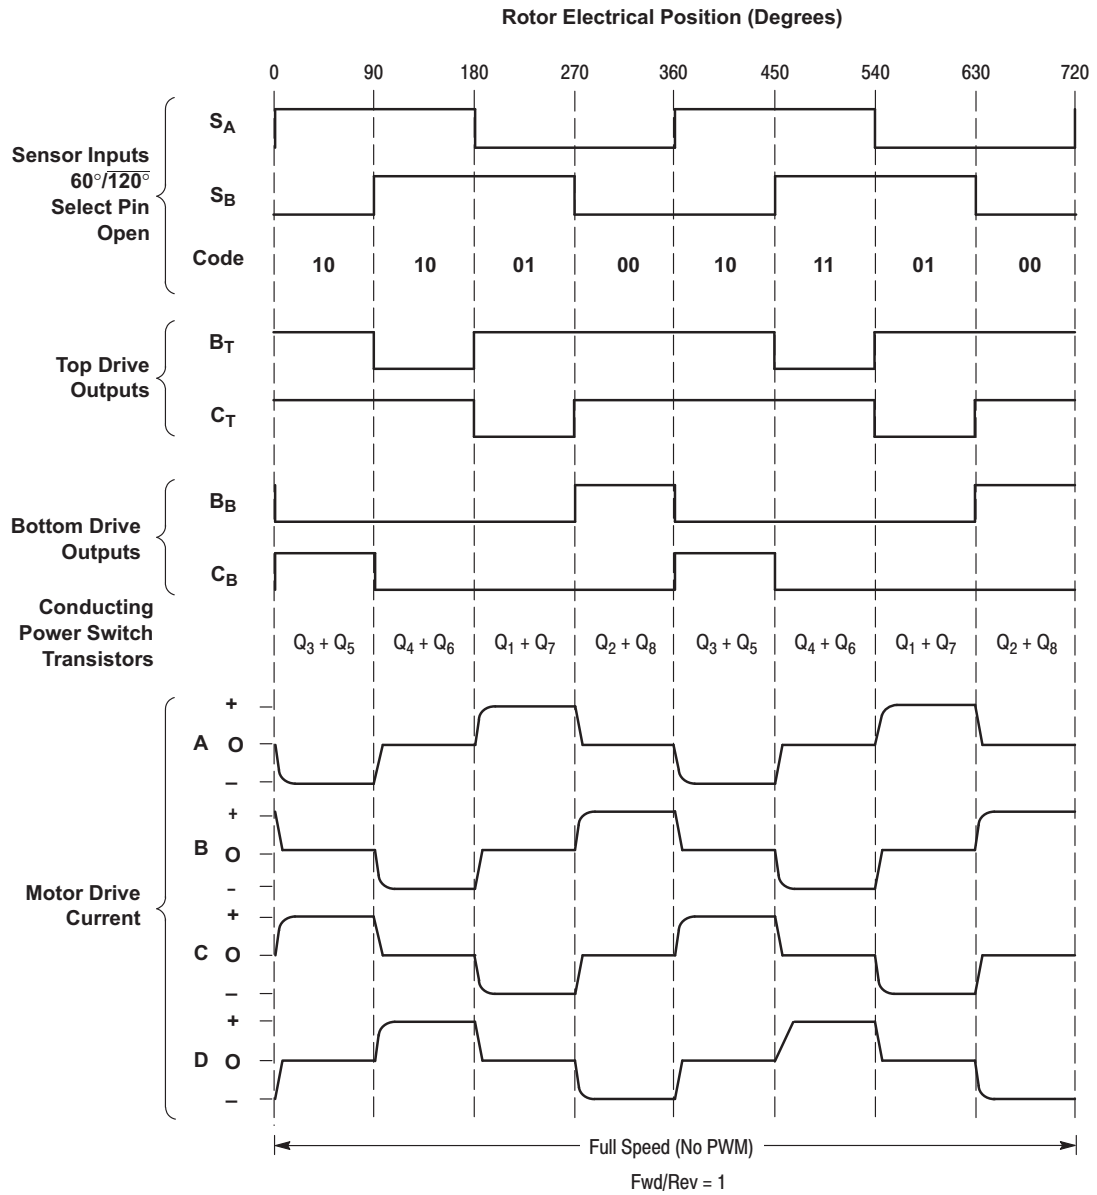 Rotor Electrical Position (Degrees)
0 90 180 270 360 450 540 630 720
Sensor Inputs
60°/120°
Select Pin
Open
SA
SB
Code 10 10 01 00 10 11 01 00
Top Drive
Outputs
BT
CT
Bottom Drive
Outputs
BB
CB
Conducting
Power Switch
Transistors
Q3 + Q5 Q4 + Q6 Q1 + Q7 Q2 + Q8 Q3 + Q5 Q4 + Q6 Q1 + Q7 Q2 + Q8
Motor Drive
Current
+
A O
–
+
B O
-
+
C O
–
+
D O
–
Full Speed (No PWM)
Fwd/Rev = 1